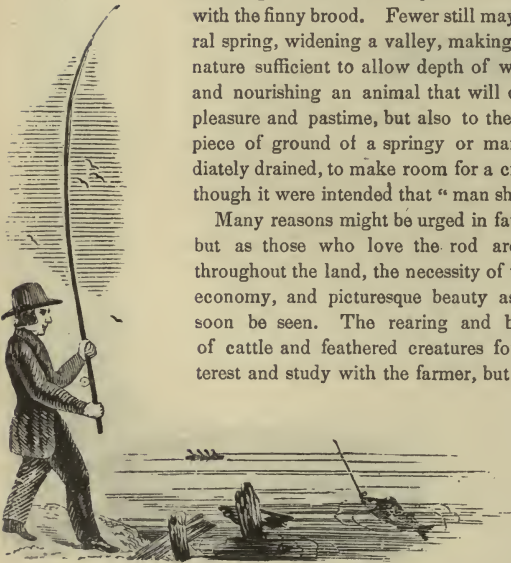 with the finny brood. Fewer still may
ral spring, widening a valley, making
nature sufficient to allow depth of w
and nourishing an animal that will
pleasure and pastime, but also to the
piece of ground of a springy or mar
diately drained, to make room for a c
though it were intended that “ man sh
Many reasons might be urged in fa
but as those who love the rod are
throughout the land, the necessity of
economy, and picturesque beauty as
soon be seen. The rearing and b
of cattle and feathered creatures fo
terest and study with the farmer, but